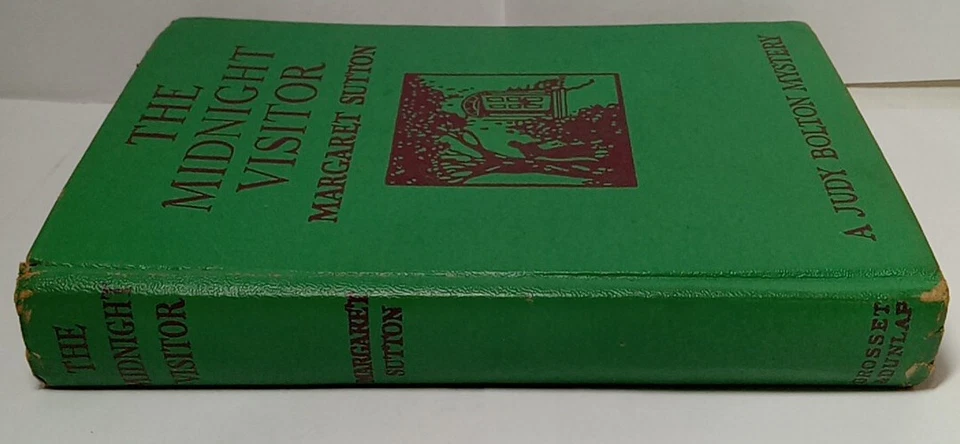 THE
MIDNIGHT
VISITOR
MARGARET SUTTON
A JUDY BOLTON MYSTERY
THE
MIDNIGHT
VISITOR
MARGARET
SUTTON
GROSSET
&DUNLAP